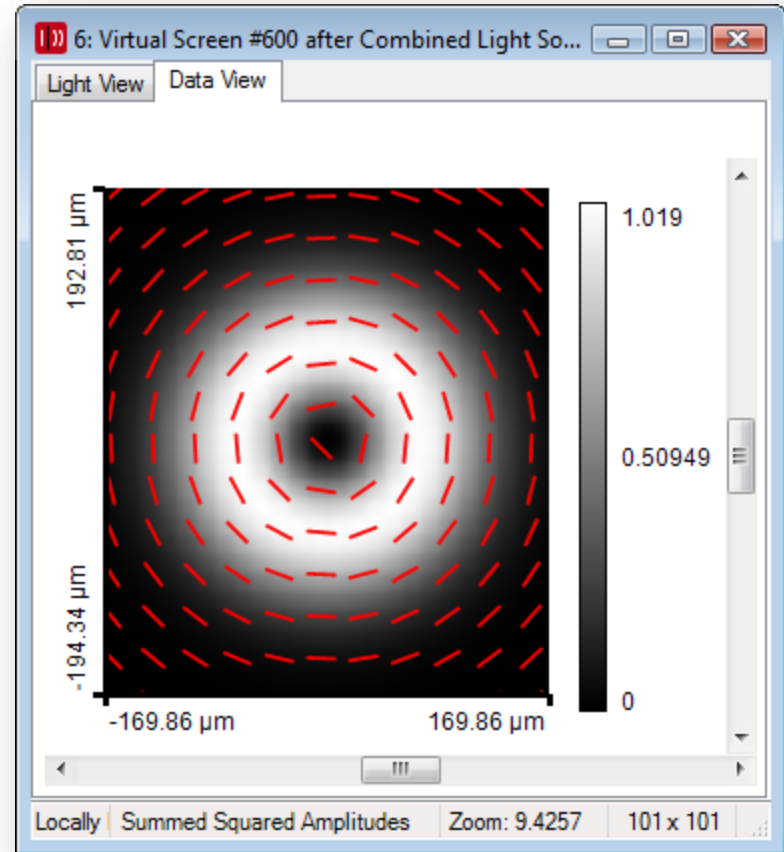 6: Virtual Screen #600 after Combined Light So...
Light View
Data View
192.81 µm
-194.34 µm
-169.86 µm
169.86 µm
1.019
0.50949
0
Locally
Summed Squared Amplitudes
Zoom: 9.4257
101 x 101